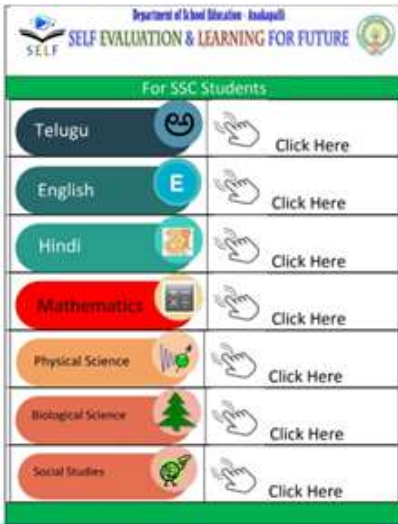 Department of School Education - Anakapalli
SELF EVALUATION & LEARNING FOR FUTURE
SELF
For SSC Students
Telugu
అ
Click Here
English
E
Click Here
Hindi
Click Here
Mathematics
Click Here
Physical Science
Click Here
Biological Science
Click Here
Social Studies
Click Here